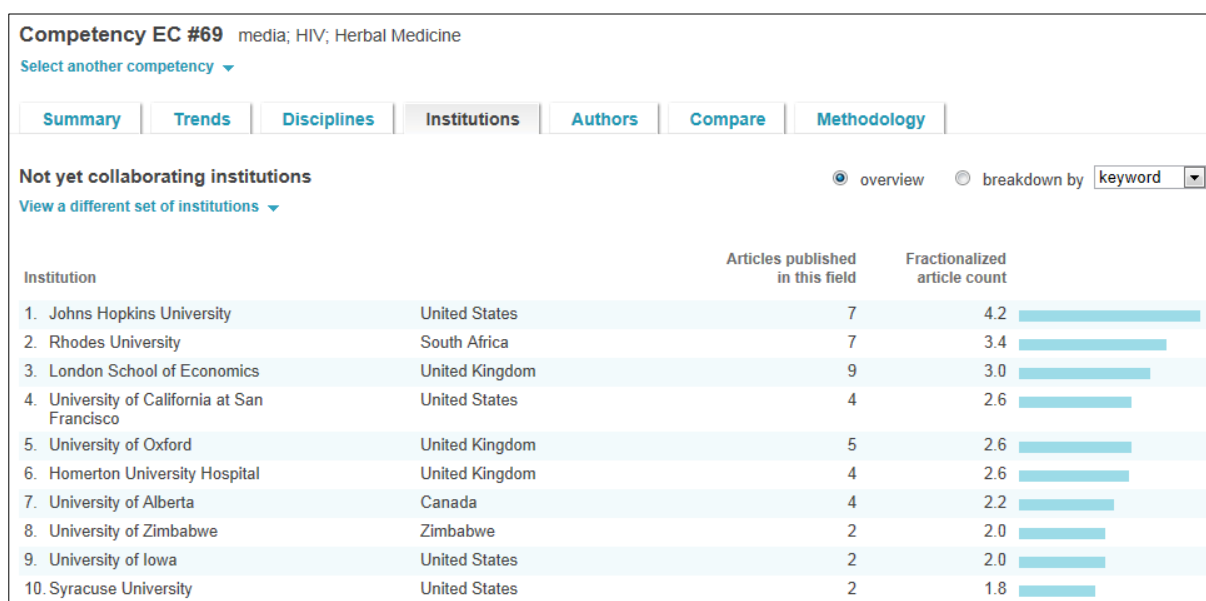 Competency EC #69 media; HIV; Herbal Medicine
Select another competency
Summary Trends Disciplines Institutions Authors Compare Methodology
Not yet collaborating institutions
overview breakdown by keyword
View a different set of institutions
Articles published Fractionalized
Institution in this field article count
1. Johns Hopkins University United States 7 4.2
2. Rhodes University South Africa 7 3.4
3. London School of Economics United Kingdom 9 3.0
4. University of California at San United States 4 2.6
Francisco
5. University of Oxford United Kingdom 5 2.6
6. Homerton University Hospital United Kingdom 4 2.6
7. University of Alberta Canada 4 2.2
8. University of Zimbabwe Zimbabwe 2 2.0
9. University of Iowa United States 2 2.0
10. Syracuse University United States 2 1.8